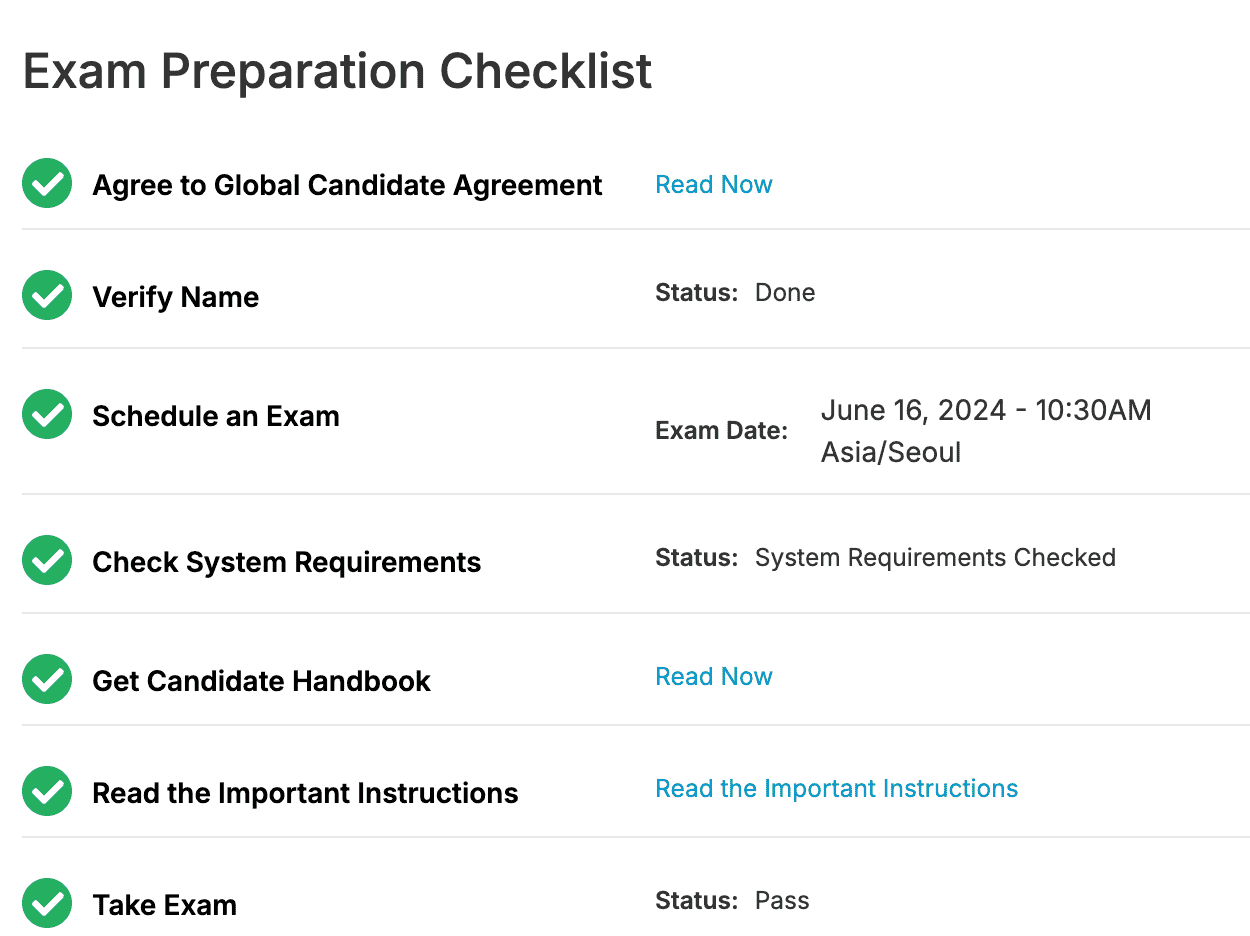 Exam Preparation Checklist
Agree to Global Candidate Agreement Read Now
Verify Name Status: Done
Schedule an Exam Exam Date: June 16, 2024 - 10:30AM
Asia/Seoul
Check System Requirements Status: System Requirements Checked
Get Candidate Handbook Read Now
Read the Important Instructions Read the Important Instructions
Take Exam Status: Pass